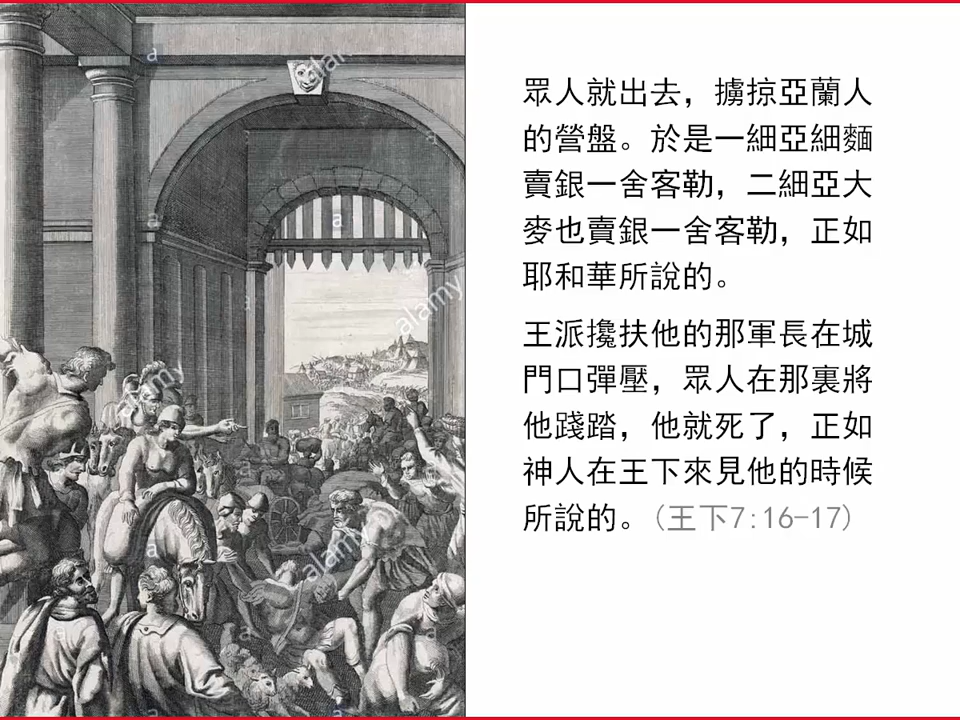 眾人就出去，擄掠亞蘭人
的營盤。於是一細亞細麵
賣銀一舍客勒，二細亞大
麥也賣銀一舍客勒，正如
耶和華所說的。
王派攙扶他的那軍長在城
門口彈壓，眾人在那裏將
他踐踏，他就死了，正如
神人在王下來見他的時候
所說的。(王下7:16-17)
alamy
alamy
alamy
alamy